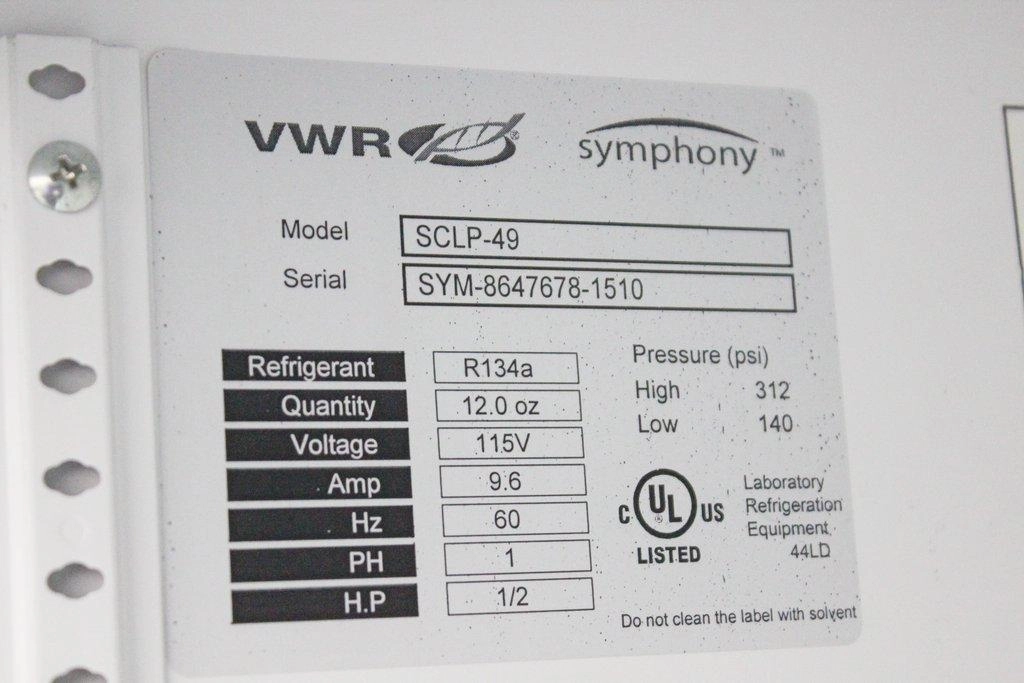 VWR ® symphony ™
Model SCLP-49
Serial SYM-8647678-1510
Refrigerant R134a
Quantity 12.0 oz
Voltage 115V
Amp 9.6
Hz 60
PH 1
H.P 1/2
Pressure (psi)
High 312
Low 140
C UL ® US
LISTED
Laboratory
Refrigeration
Equipment
44LD
Do not clean the label with solvent